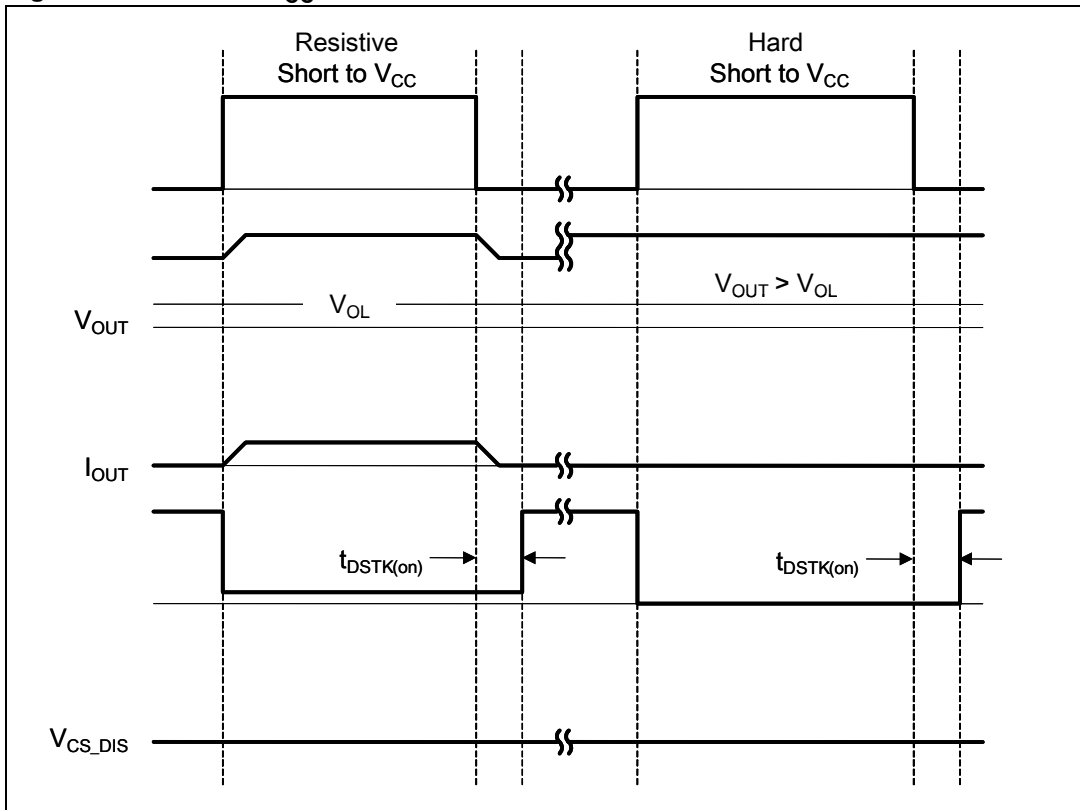 Resistive
Short to VCC
Hard
Short to VCC
VOL
VOUT > VOL
VOUT
IOUT
tDSTK(on)
tDSTK(on)
VCS_DIS